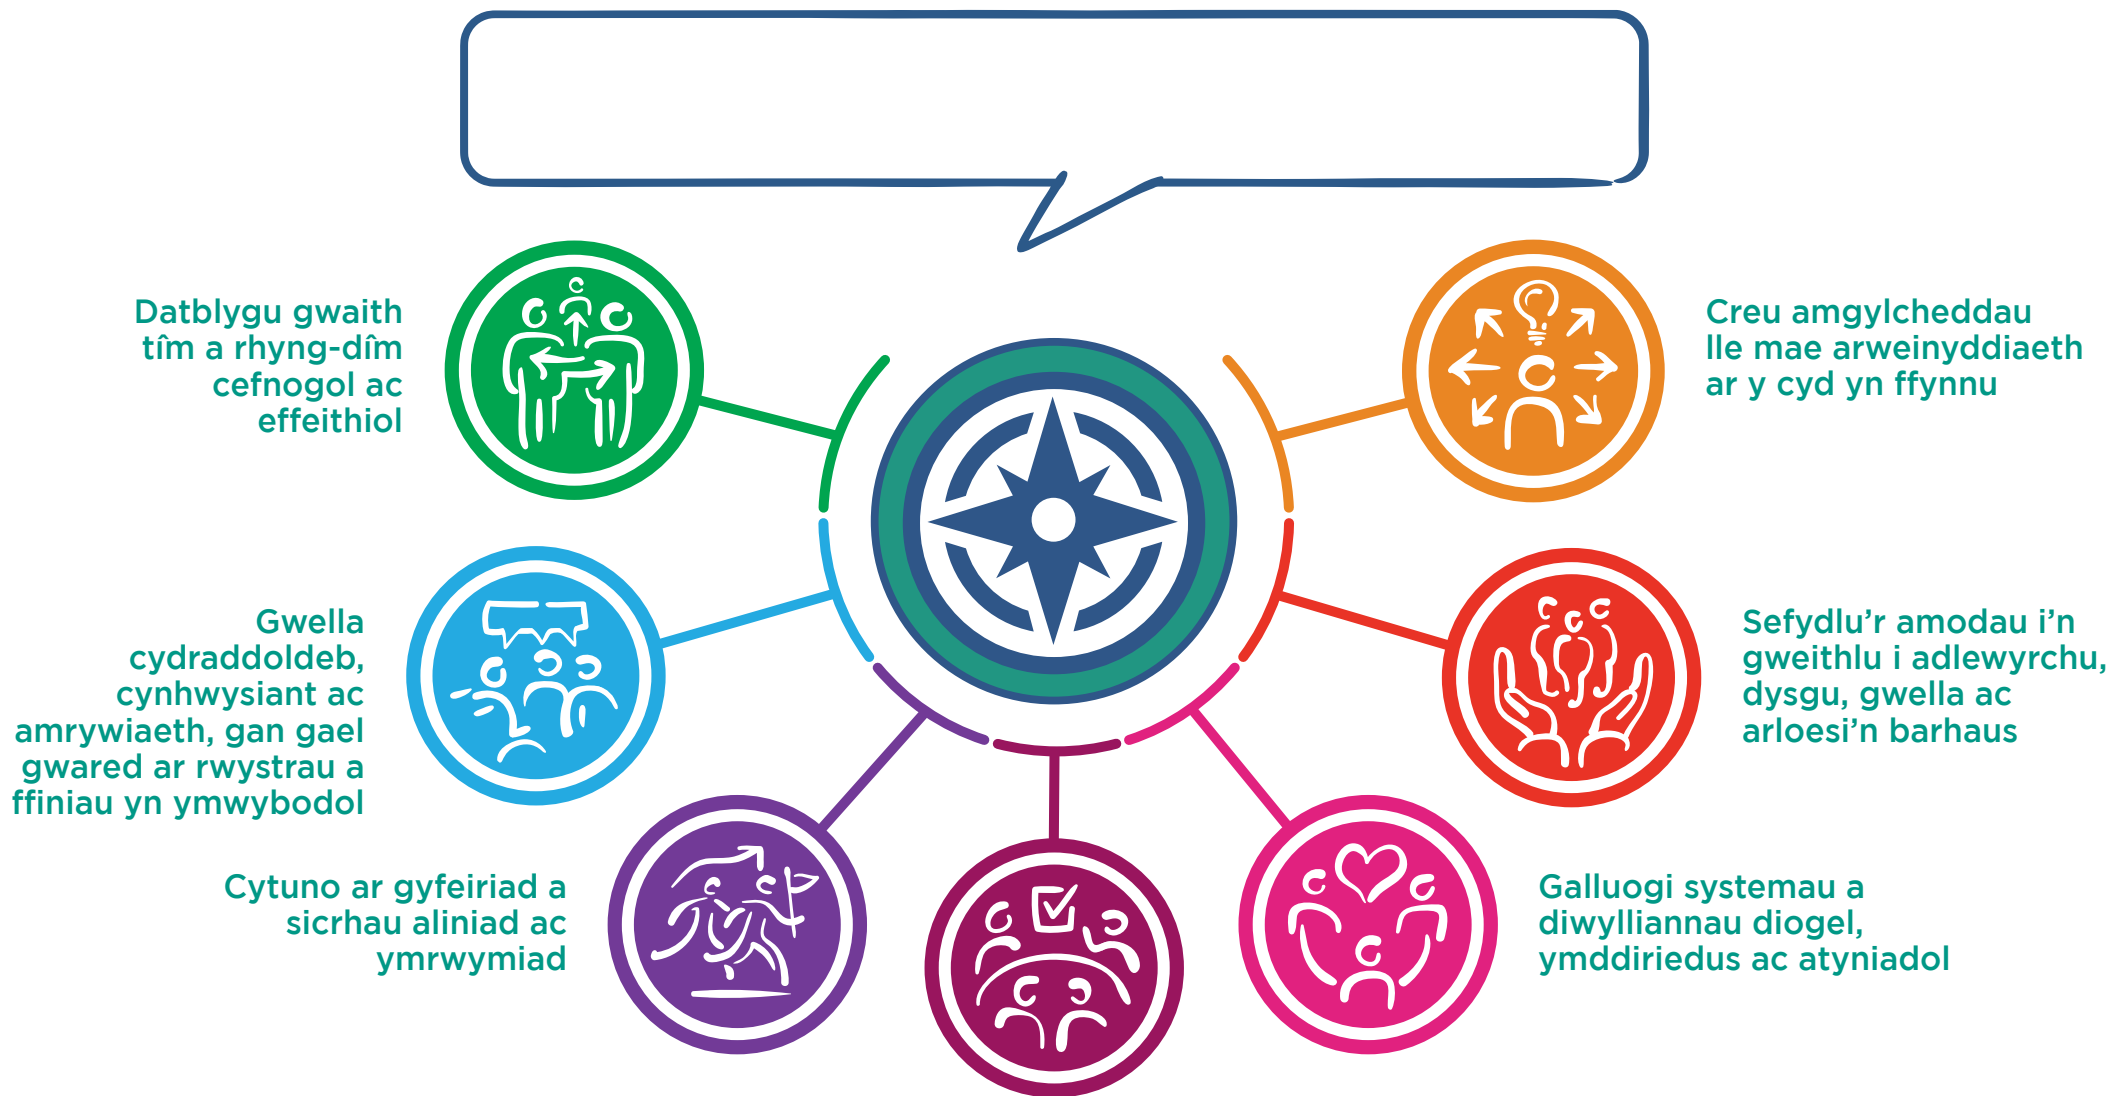 Datblygu gwaith
tîm a rhyng-dîm
cefnogol ac
effeithiol
Creu amgylcheddau
lle mae arweinyddiaeth
ar y cyd yn ffynnu
Gwella
cydraddoldeb,
cynhwysiant ac
amrywiaeth, gan gael
gwared ar rwystrau a
ffiniau yn ymwybodol
Sefydlu’r amodau i’n
gweithlu i adlewyrchu,
dysgu, gwella ac
arloesi’n barhaus
Cytuno ar gyfeiriad a
sicrhau aliniad ac
ymrwymiad
Galluogi systemau a
diwylliannau diogel,
ymddiriedus ac atyniadol